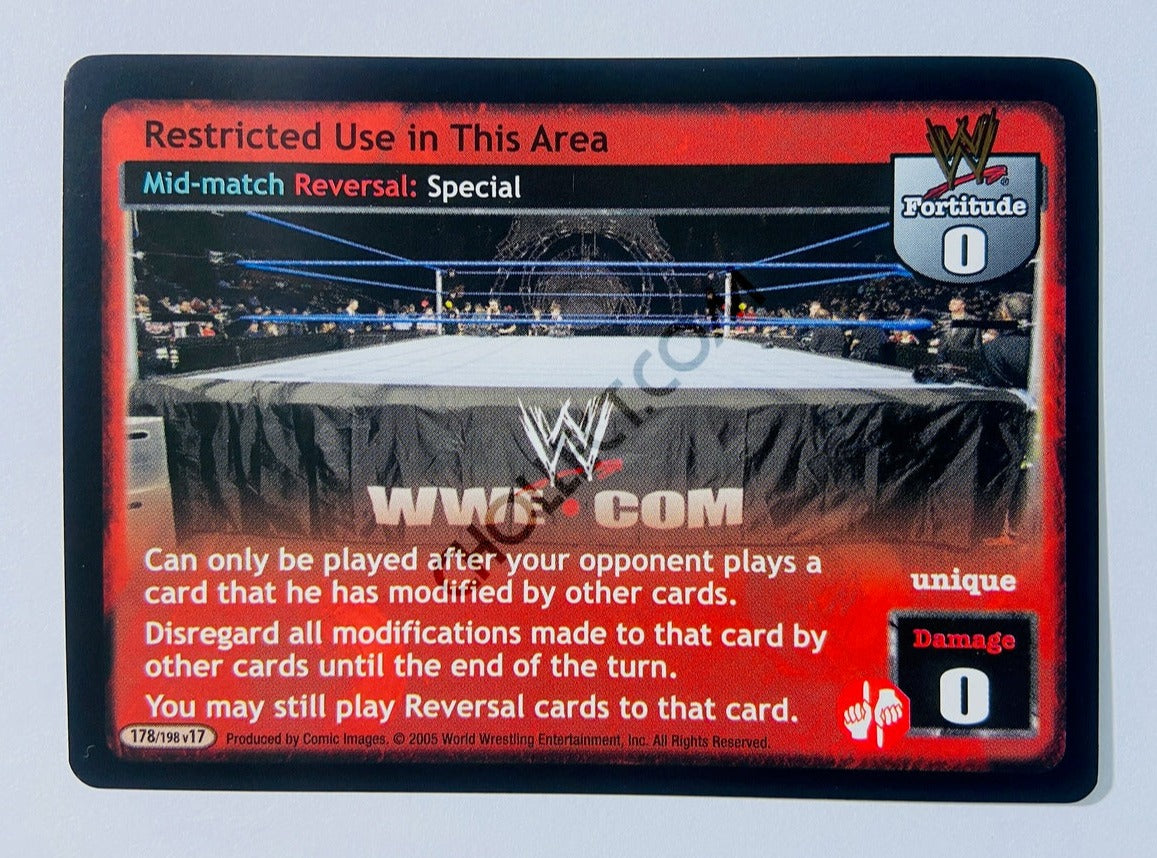 Restricted Use in This Area
Mid-match Reversal: Special
W
Fortitude
0
W
WWE.COM
CHOLLECT.COM
Can only be played after your opponent plays a
card that he has modified by other cards.
unique
Disregard all modifications made to that card by
other cards until the end of the turn.
Damage
0
You may still play Reversal cards to that card.
178/198 v17 Produced by Comic Images. © 2005 World Wrestling Entertainment, Inc. All Rights Reserved.